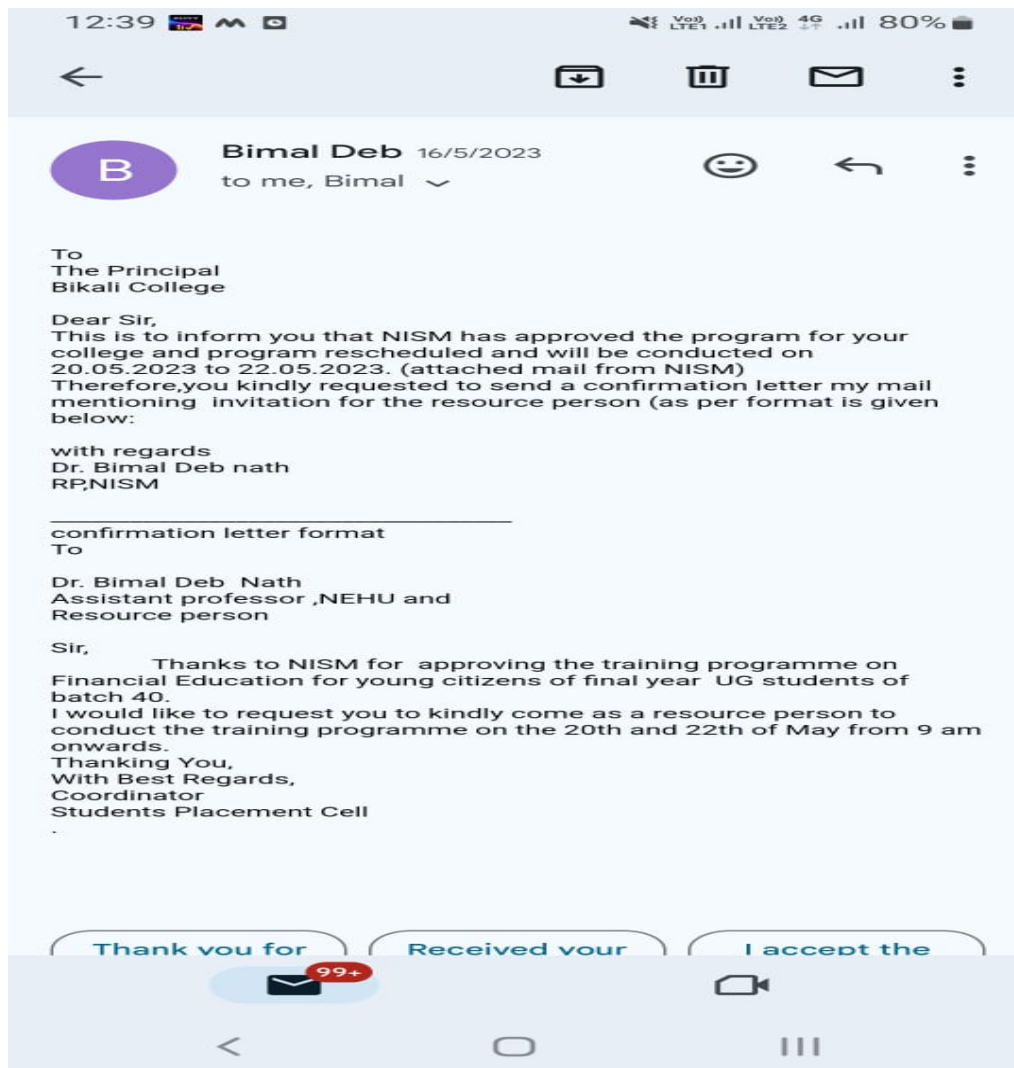 12:39
Vo)) LTE1 Vo)) LTE2 4G 80%
B
Bimal Deb 16/5/2023
to me, Bimal
To
The Principal
Bikali College
Dear Sir,
This is to inform you that NISM has approved the program for your
college and program rescheduled and will be conducted on
20.05.2023 to 22.05.2023. (attached mail from NISM)
Therefore,you kindly requested to send a confirmation letter my mail
mentioning invitation for the resource person (as per format is given
below:
with regards
Dr. Bimal Deb nath
RP,NISM
confirmation letter format
To
Dr. Bimal Deb Nath
Assistant professor ,NEHU and
Resource person
Sir,
Thanks to NISM for approving the training programme on
Financial Education for young citizens of final year UG students of
batch 40.
I would like to request you to kindly come as a resource person to
conduct the training programme on the 20th and 22th of May from 9 am
onwards.
Thanking You,
With Best Regards,
Coordinator
Students Placement Cell
.
Thank you for
Received your
I accept the
99+